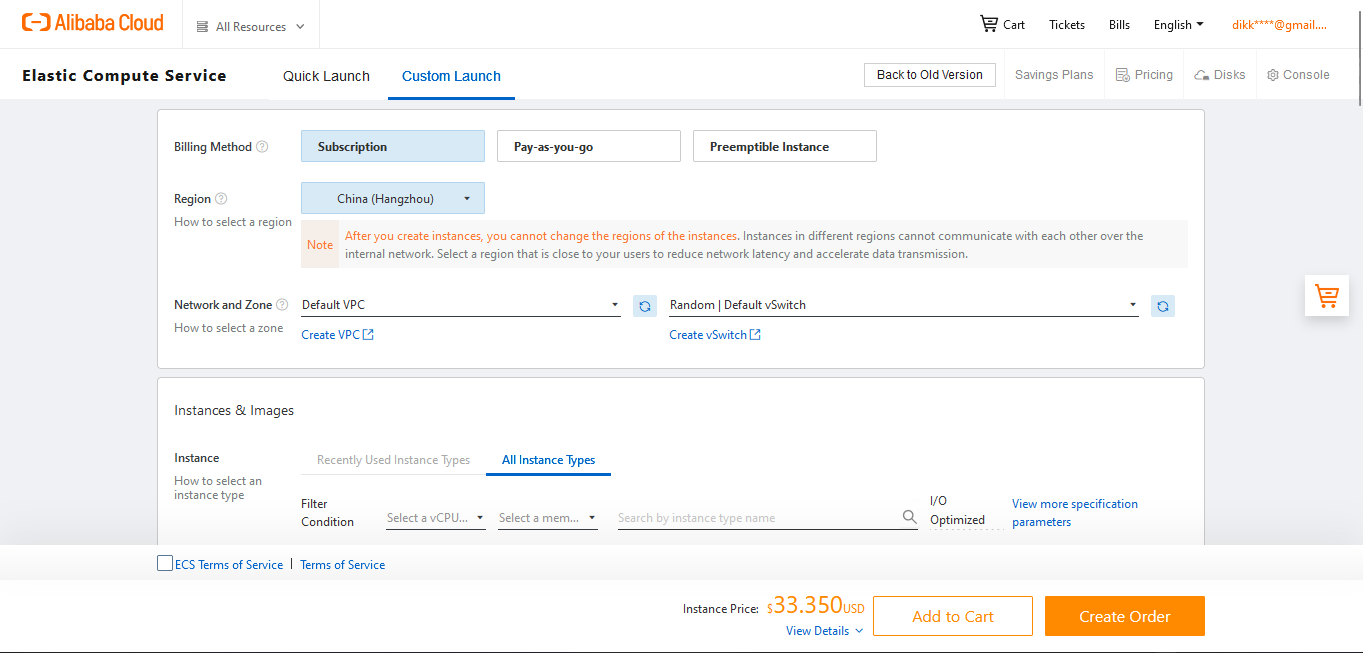 Alibaba Cloud
All Resources
Cart
Tickets
Bills
English
dikk****@gmail....
Elastic Compute Service
Quick Launch
Custom Launch
Back to Old Version
Savings Plans
Pricing
Disks
Console
Billing Method
Subscription
Pay-as-you-go
Preemptible Instance
Region
China (Hangzhou)
How to select a region
Note
After you create instances, you cannot change the regions of the instances. Instances in different regions cannot communicate with each other over the
internal network. Select a region that is close to your users to reduce network latency and accelerate data transmission.
Network and Zone
Default VPC
Random | Default vSwitch
How to select a zone
Create VPC
Create vSwitch
Instances & Images
Instance
Recently Used Instance Types
All Instance Types
How to select an
instance type
Filter
Condition
Select a vCPU...
Select a mem...
Search by instance type name
I/O
Optimized
View more specification
parameters
ECS Terms of Service | Terms of Service
Instance Price: $33.350USD
View Details
Add to Cart
Create Order